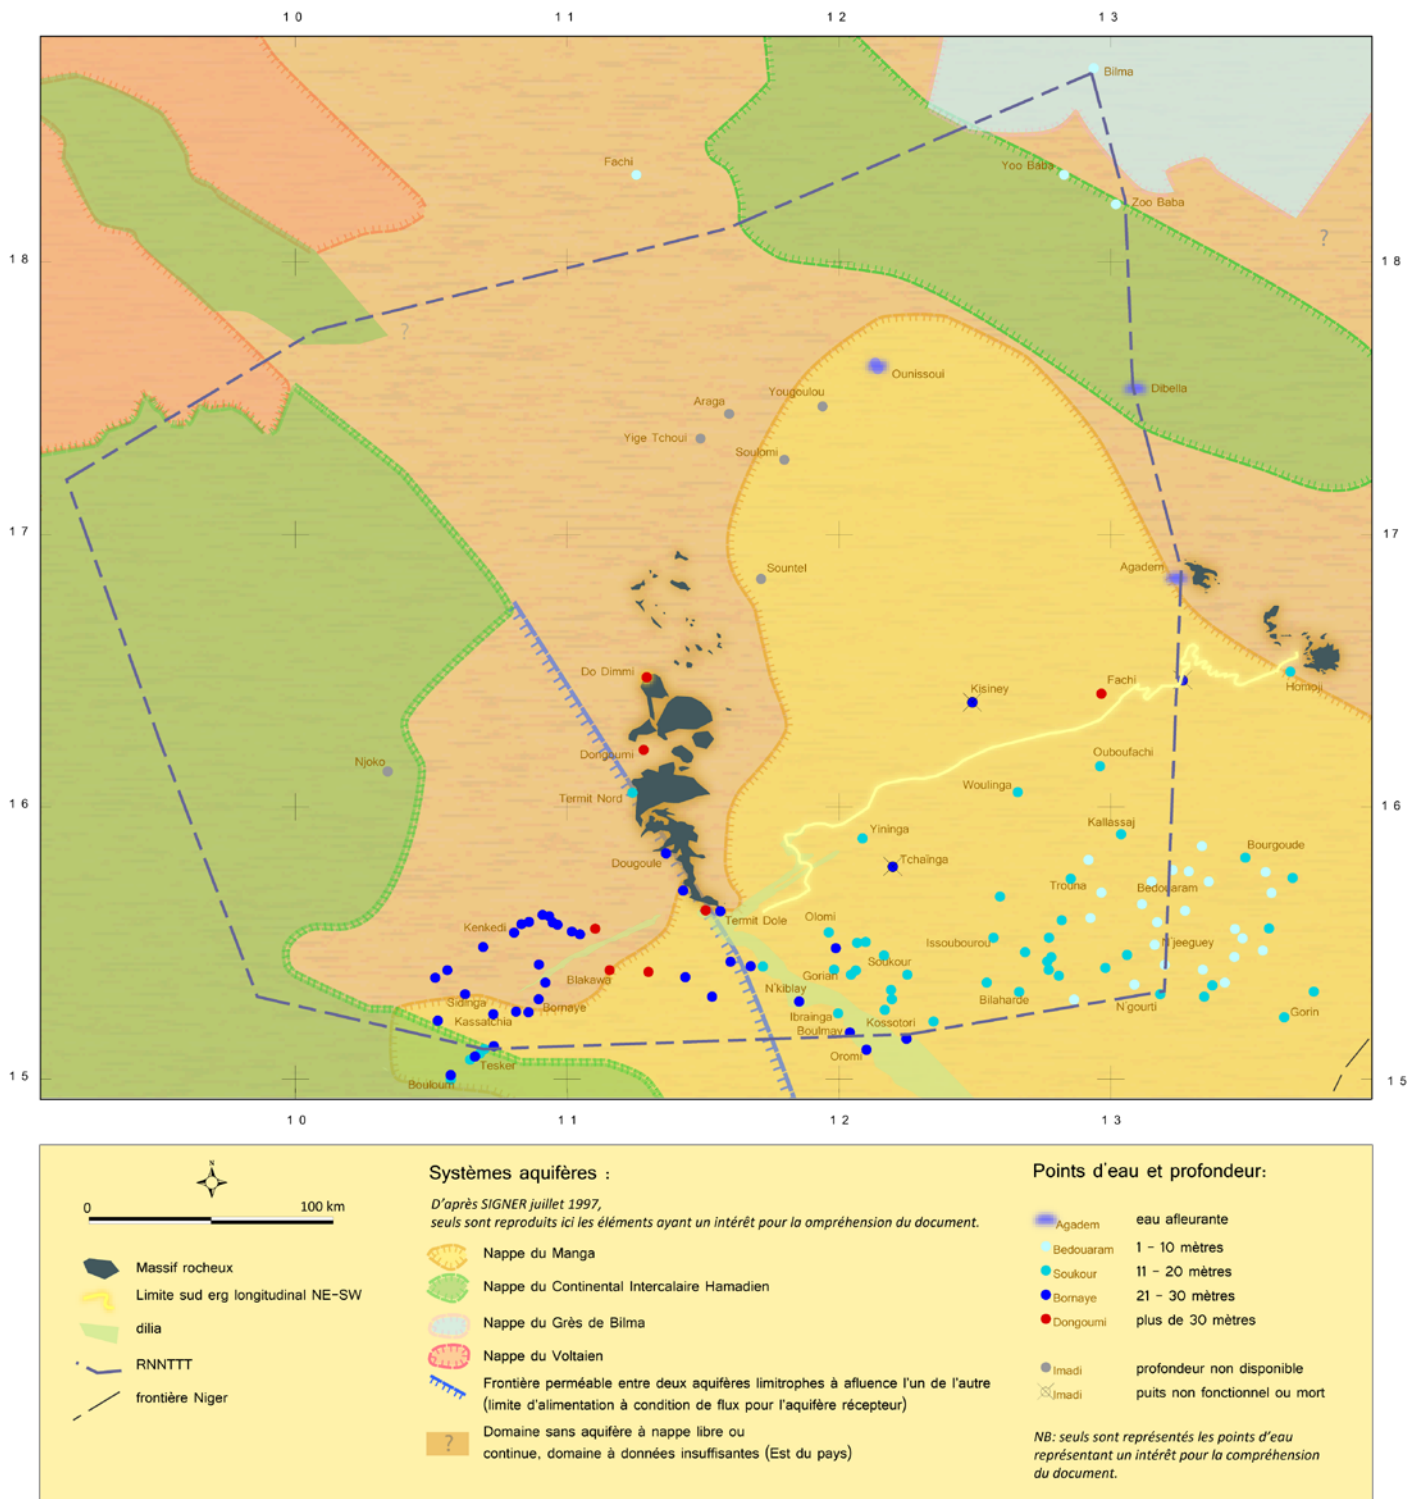 10 11 12 13
Bilma
Fachi
Yoo Baba
Zoo Baba
?
18 18
?
Ounissoui
Dibella
Yougoulou
Araga
Yige Tchoul
Soulomi
17 17
Sountel
Agadem
Do Dimmi
Kisiney
Fachi
Homoji
Dongoumi
Ouboufachi
Njoko
Termit Nord
Woulinga
16 16
Kallassaj
Yininga
Tchaïnga
Bourgoude
Dougoule
Trouna
Bedouaram
Termit Dole
Olomi
Kenkedi
Issoubourou
N'jeeguey
Soukour
Gorian
Blakawa
N'kiblay
Bilaharde
N'gourti
Sidinga
Bornaye
Ibrainga
Gorin
Kassatchia
Kossotori
Boulmay
Oromi
Tesker
15 15
Bouloum
10 11 12 13
N
0 100 km
Massif rocheux
Limite sud erg longitudinal NE-SW
dilia
RNNTTT
frontière Niger
Systèmes aquifères :
D'après SIGNER juillet 1997,
seuls sont reproduits ici les éléments ayant un intérêt pour la ompréhension du document.
Nappe du Manga
Nappe du Continental Intercalaire Hamadien
Nappe du Grès de Bilma
Nappe du Voltaien
Frontière perméable entre deux aquifères limitrophes à afluence l'un de l'autre
(limite d'alimentation à condition de flux pour l'aquifère récepteur)
?
Domaine sans aquifère à nappe libre ou
continue, domaine à données insuffisantes (Est du pays)
Points d'eau et profondeur:
Agadem eau afleurante
Bedouaram 1 - 10 mètres
Soukour 11 - 20 mètres
Bornaye 21 - 30 mètres
Dongoumi plus de 30 mètres
Imadi profondeur non disponible
Imadi puits non fonctionnel ou mort
NB: seuls sont représentés les points d'eau
représentant un intérêt pour la compréhension
du document.